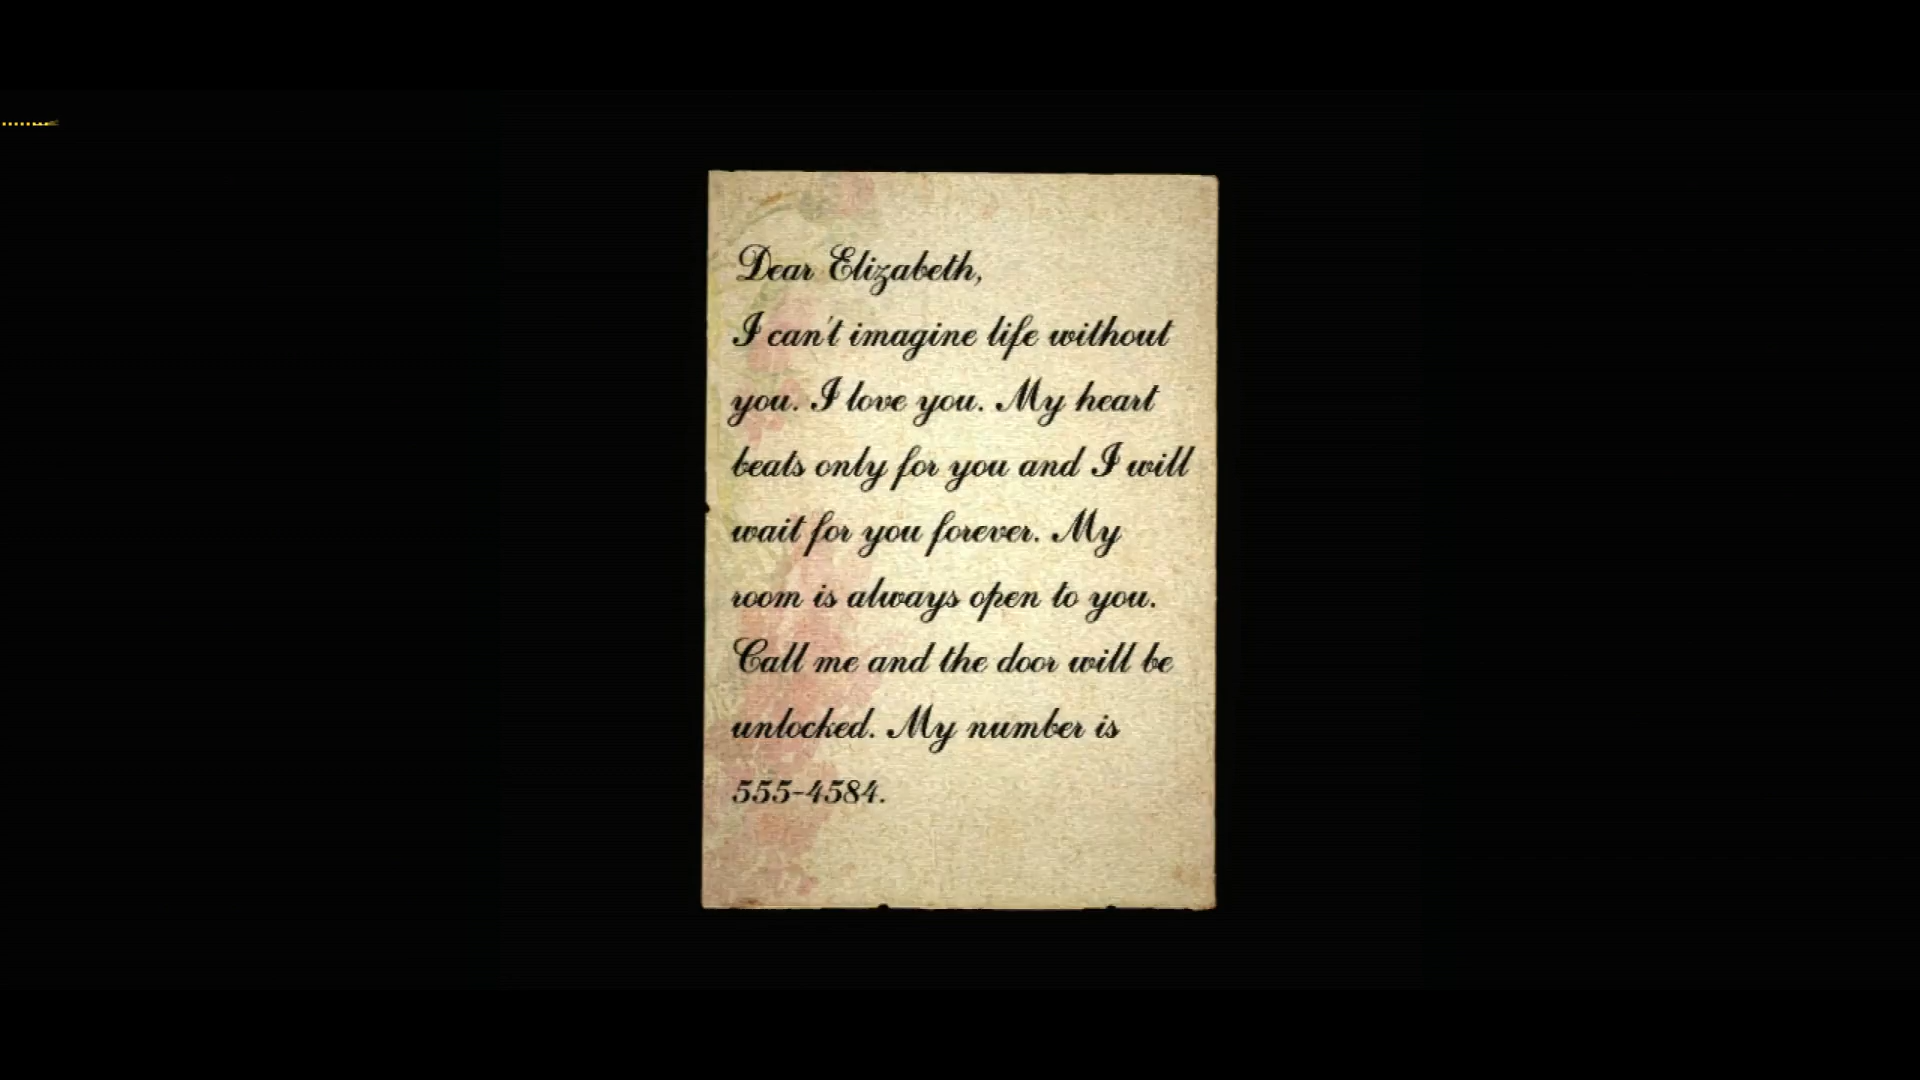 Dear Elizabeth,
I can't imagine life without
you. I love you. My heart
beats only for you and I will
wait for you forever. My
room is always open to you.
Call me and the door will be
unlocked. My number is
555-4584.